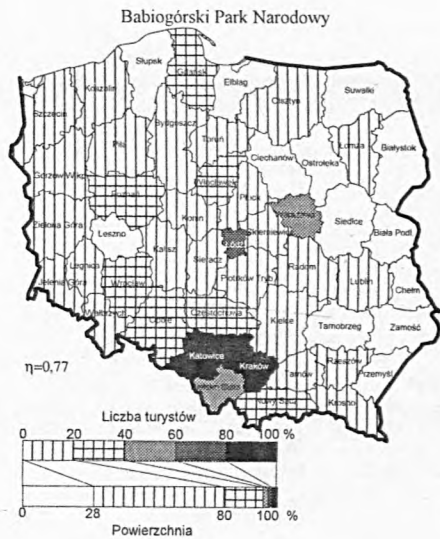 Babiogórski Park Narodowy
Słupsk
Gdańsk
Elbląg
Koszalin
Olsztyn
Suwałki
Szczecin
Bydgoszcz
Piła
Toruń
Łomża
Białystok
Ciechanów
Ostrołęka
Gorzów Wlkp
Poznań
Włocławek
Płock
Konin
Warszawa
Siedlce
Zielona Góra
Leszno
Łódź
Skierniewice
Biała Podl.
Kalisz
Sieradz
Legnica
Piotrków Tryb.
Radom
Jelenia Góra
Wrocław
Lublin
Chełm
Wałbrzych
Opole
Częstochowa
Kielce
Tarnobrzeg
Zamość
Katowice
Kraków
Tarnów
Rzeszów
Przemyśl
η=0,77
Nowy Sącz
Krosno
Liczba turystów
0 20 40 60 80 100 %
0 28 80 100 %
Powierzchnia